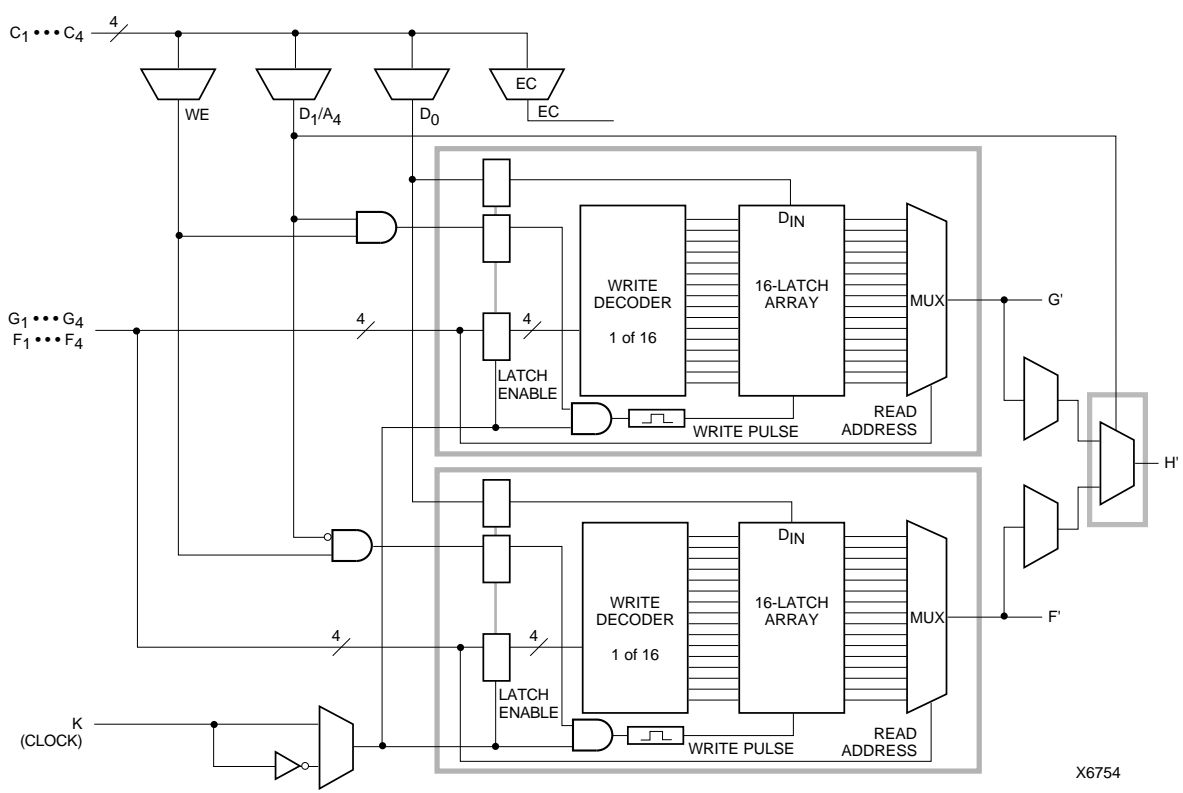 C1 ••• C4
4
EC
WE
D1/A4
D0
EC
DIN
WRITE
DECODER
1 of 16
16-LATCH
ARRAY
MUX
G'
G1 ••• G4
F1 ••• F4
4
4
LATCH
ENABLE
READ
ADDRESS
WRITE PULSE
H'
DIN
WRITE
DECODER
1 of 16
16-LATCH
ARRAY
MUX
F'
4
4
LATCH
ENABLE
K
(CLOCK)
READ
ADDRESS
WRITE PULSE
X6754